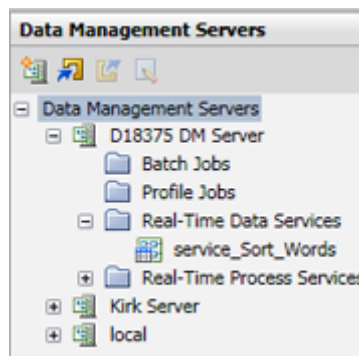 Data Management Servers
Data Management Servers
D18375 DM Server
Batch Jobs
Profile Jobs
Real-Time Data Services
service_Sort_Words
Real-Time Process Services
Kirk Server
local